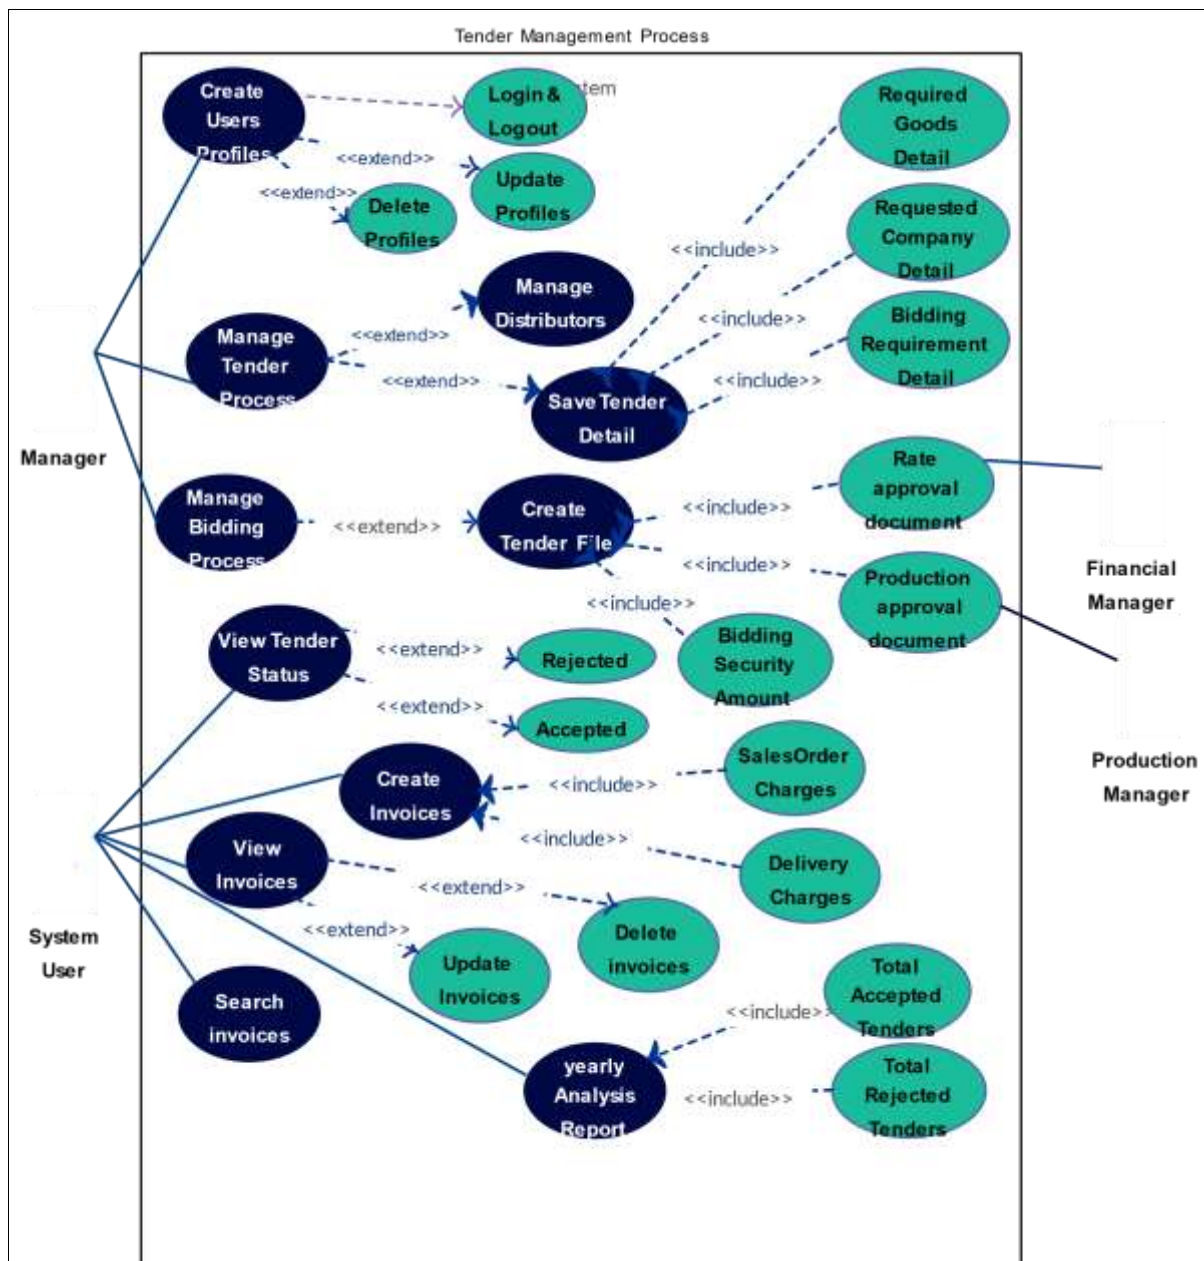 Tender Management Process
Create
Users
Profiles
Login &
Logout
tem
<<extend>>
Update
Profiles
<<extend>>
Delete
Profiles
Required
Goods
Detail
Requested
Company
Detail
<<include>>
Manage
Distributors
Manage
Tender
Process
<<extend>>
<<extend>>
Save Tender
Detail
<<include>>
Bidding
Requirement
Detail
<<include>>
Manager
Manage
Bidding
Process
<<extend>>
Create
Tender File
<<include>>
Rate
approval
document
<<include>>
Production
approval
document
<<include>>
Bidding
Security
Amount
Financial
Manager
Production
Manager
View Tender
Status
<<extend>>
Rejected
<<extend>>
Accepted
Create
Invoices
<<include>>
SalesOrder
Charges
<<include>>
Delivery
Charges
View
Invoices
<<extend>>
Delete
invoices
<<extend>>
Update
Invoices
System
User
Search
invoices
yearly
Analysis
Report
<<include>>
Total
Accepted
Tenders
<<include>>
Total
Rejected
Tenders